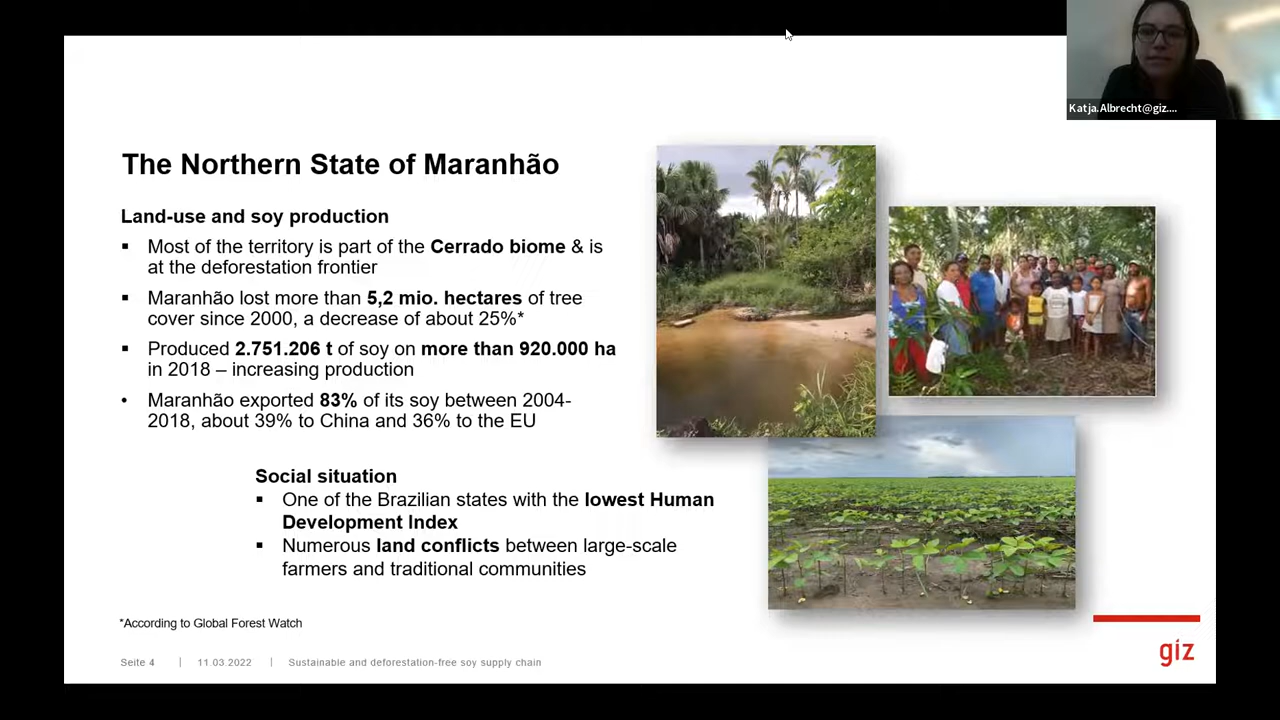 Katja.Albrecht@giz....
The Northern State of Maranhão
Land-use and soy production
▪ Most of the territory is part of the Cerrado biome & is
at the deforestation frontier
▪ Maranhão lost more than 5,2 mio. hectares of tree
cover since 2000, a decrease of about 25%*
▪ Produced 2.751.206 t of soy on more than 920.000 ha
in 2018 – increasing production
• Maranhão exported 83% of its soy between 2004-
2018, about 39% to China and 36% to the EU
Social situation
▪ One of the Brazilian states with the lowest Human
Development Index
▪ Numerous land conflicts between large-scale
farmers and traditional communities
*According to Global Forest Watch
Seite 4 | 11.03.2022 | Sustainable and deforestation-free soy supply chain
giz